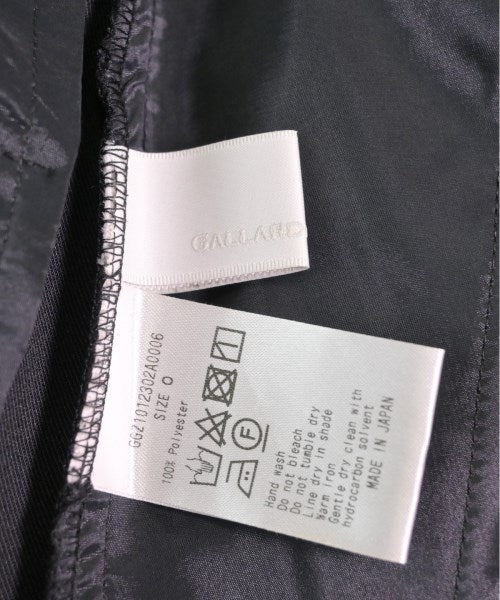 GALLARD
GGZ1012302A0006
SIZE 0
100% Polyester
F
Hand wash
Do not bleach
Do not tumble dry
Line dry in shade
Warm iron
Gentle dry clean with
hydrocarbon solvent
MADE IN JAPAN